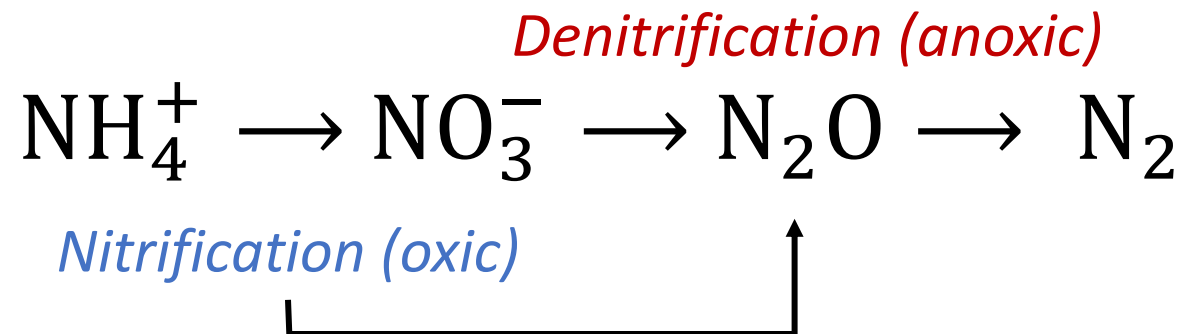 Denitrification (anoxic)
NH₄⁺ ⟶ NO₃⁻ ⟶ N₂O ⟶ N₂
Nitrification (oxic)